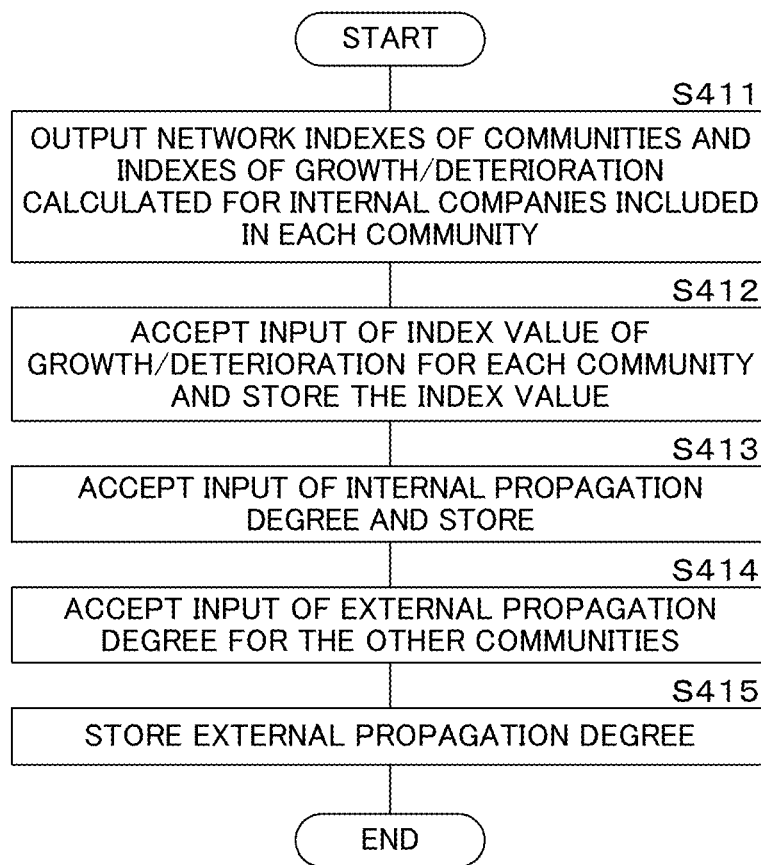 START
S411
OUTPUT NETWORK INDEXES OF COMMUNITIES AND
INDEXES OF GROWTH/DETERIORATION
CALCULATED FOR INTERNAL COMPANIES INCLUDED
IN EACH COMMUNITY
S412
ACCEPT INPUT OF INDEX VALUE OF
GROWTH/DETERIORATION FOR EACH COMMUNITY
AND STORE THE INDEX VALUE
S413
ACCEPT INPUT OF INTERNAL PROPAGATION
DEGREE AND STORE
S414
ACCEPT INPUT OF EXTERNAL PROPAGATION
DEGREE FOR THE OTHER COMMUNITIES
S415
STORE EXTERNAL PROPAGATION DEGREE
END